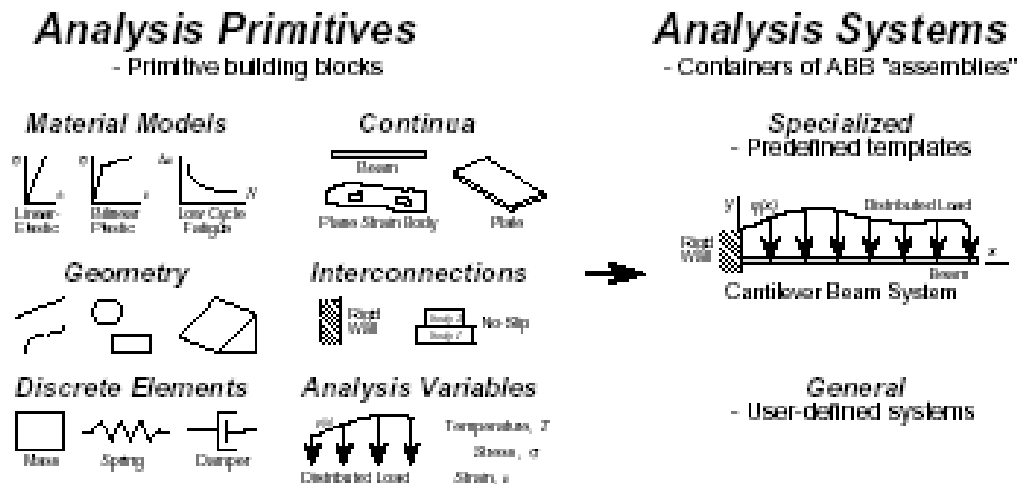 Analysis Primitives
- Primitive building blocks
Material Models
σ
σ
Δε
N
Linear-
Elastic
Bilinear
Plastic
Low Cycle
Fatigue
Continua
Beam
Plane Strain Body
Plate
Geometry
Interconnections
Rigid
Wall
No-Slip
Discrete Elements
Mass
Spring
Damper
Analysis Variables
q(x)
Distributed Load
Temperature, T
Stress, σ
Strain, ε
Analysis Systems
- Containers of ABB "assemblies"
Specialized
- Predefined templates
y
q(x)
Distributed Load
Rigid
Wall
x
Beam
Cantilever Beam System
General
- User-defined systems